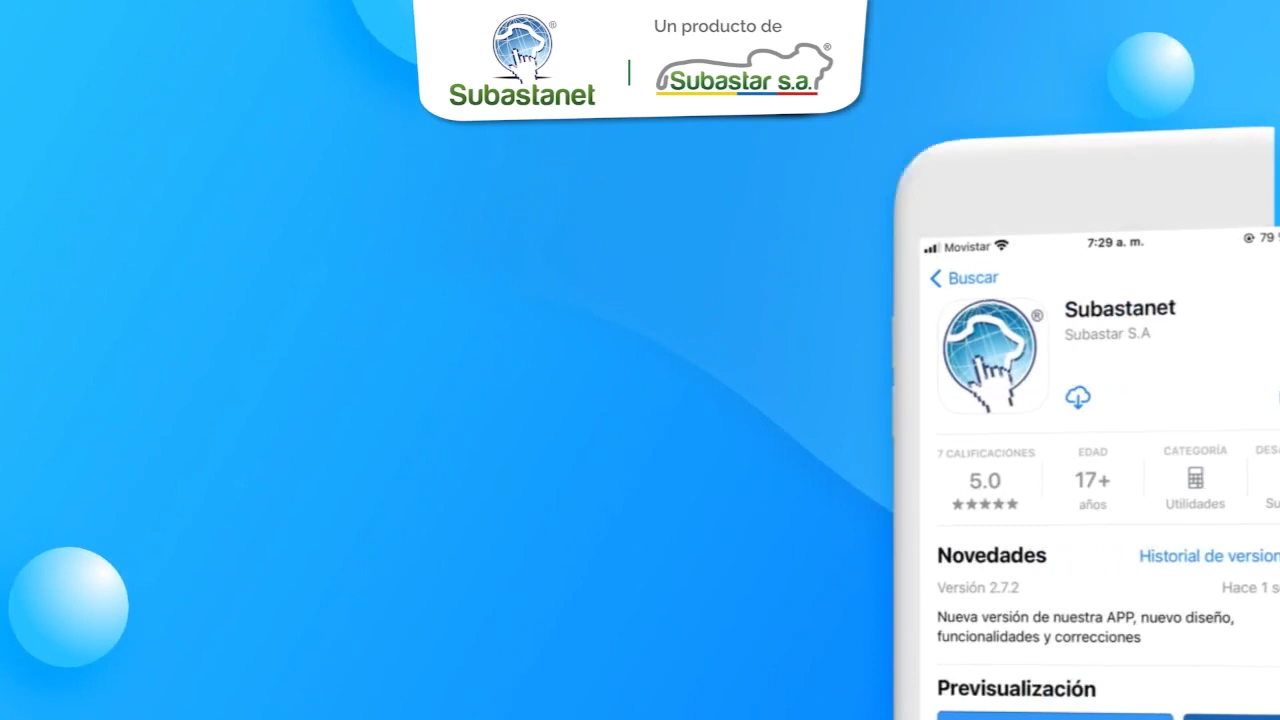 Subastanet
®
Un producto de
Subastar s.a.
®
Movistar
7:29 a. m.
79
Buscar
®
Subastanet
Subastar S.A
7 CALIFICACIONES
5.0
EDAD
17+
años
CATEGORÍA
Utilidades
Novedades
Historial de version
Versión 2.7.2
Hace 1 s
Nueva versión de nuestra APP, nuevo diseño,
funcionalidades y correcciones
Previsualización